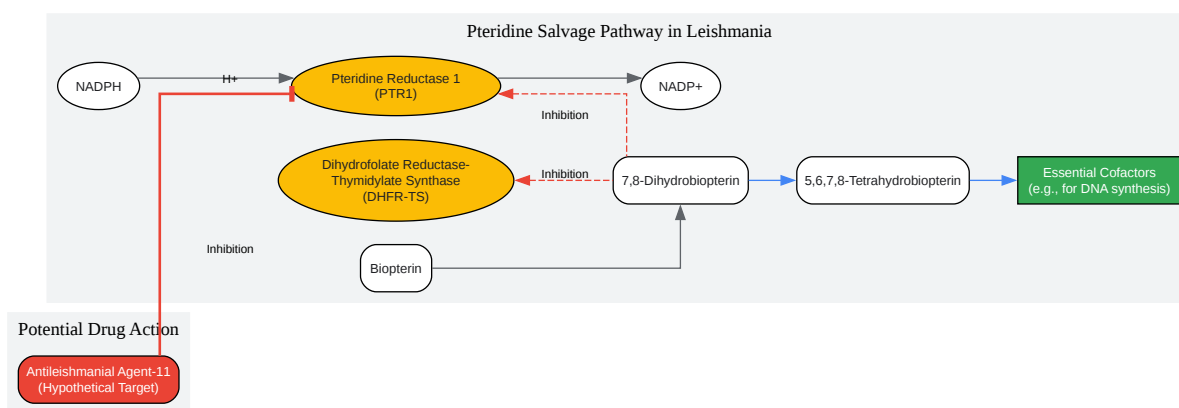 Pteridine Salvage Pathway in Leishmania
NADPH
H+
Pteridine Reductase 1
(PTR1)
NADP+
Inhibition
Dihydrofolate Reductase-
Thymidylate Synthase
(DHFR-TS)
Inhibition
7,8-Dihydrobiopterin
5,6,7,8-Tetrahydrobiopterin
Essential Cofactors
(e.g., for DNA synthesis)
Inhibition
Biopterin
Potential Drug Action
Antileishmanial Agent-11
(Hypothetical Target)